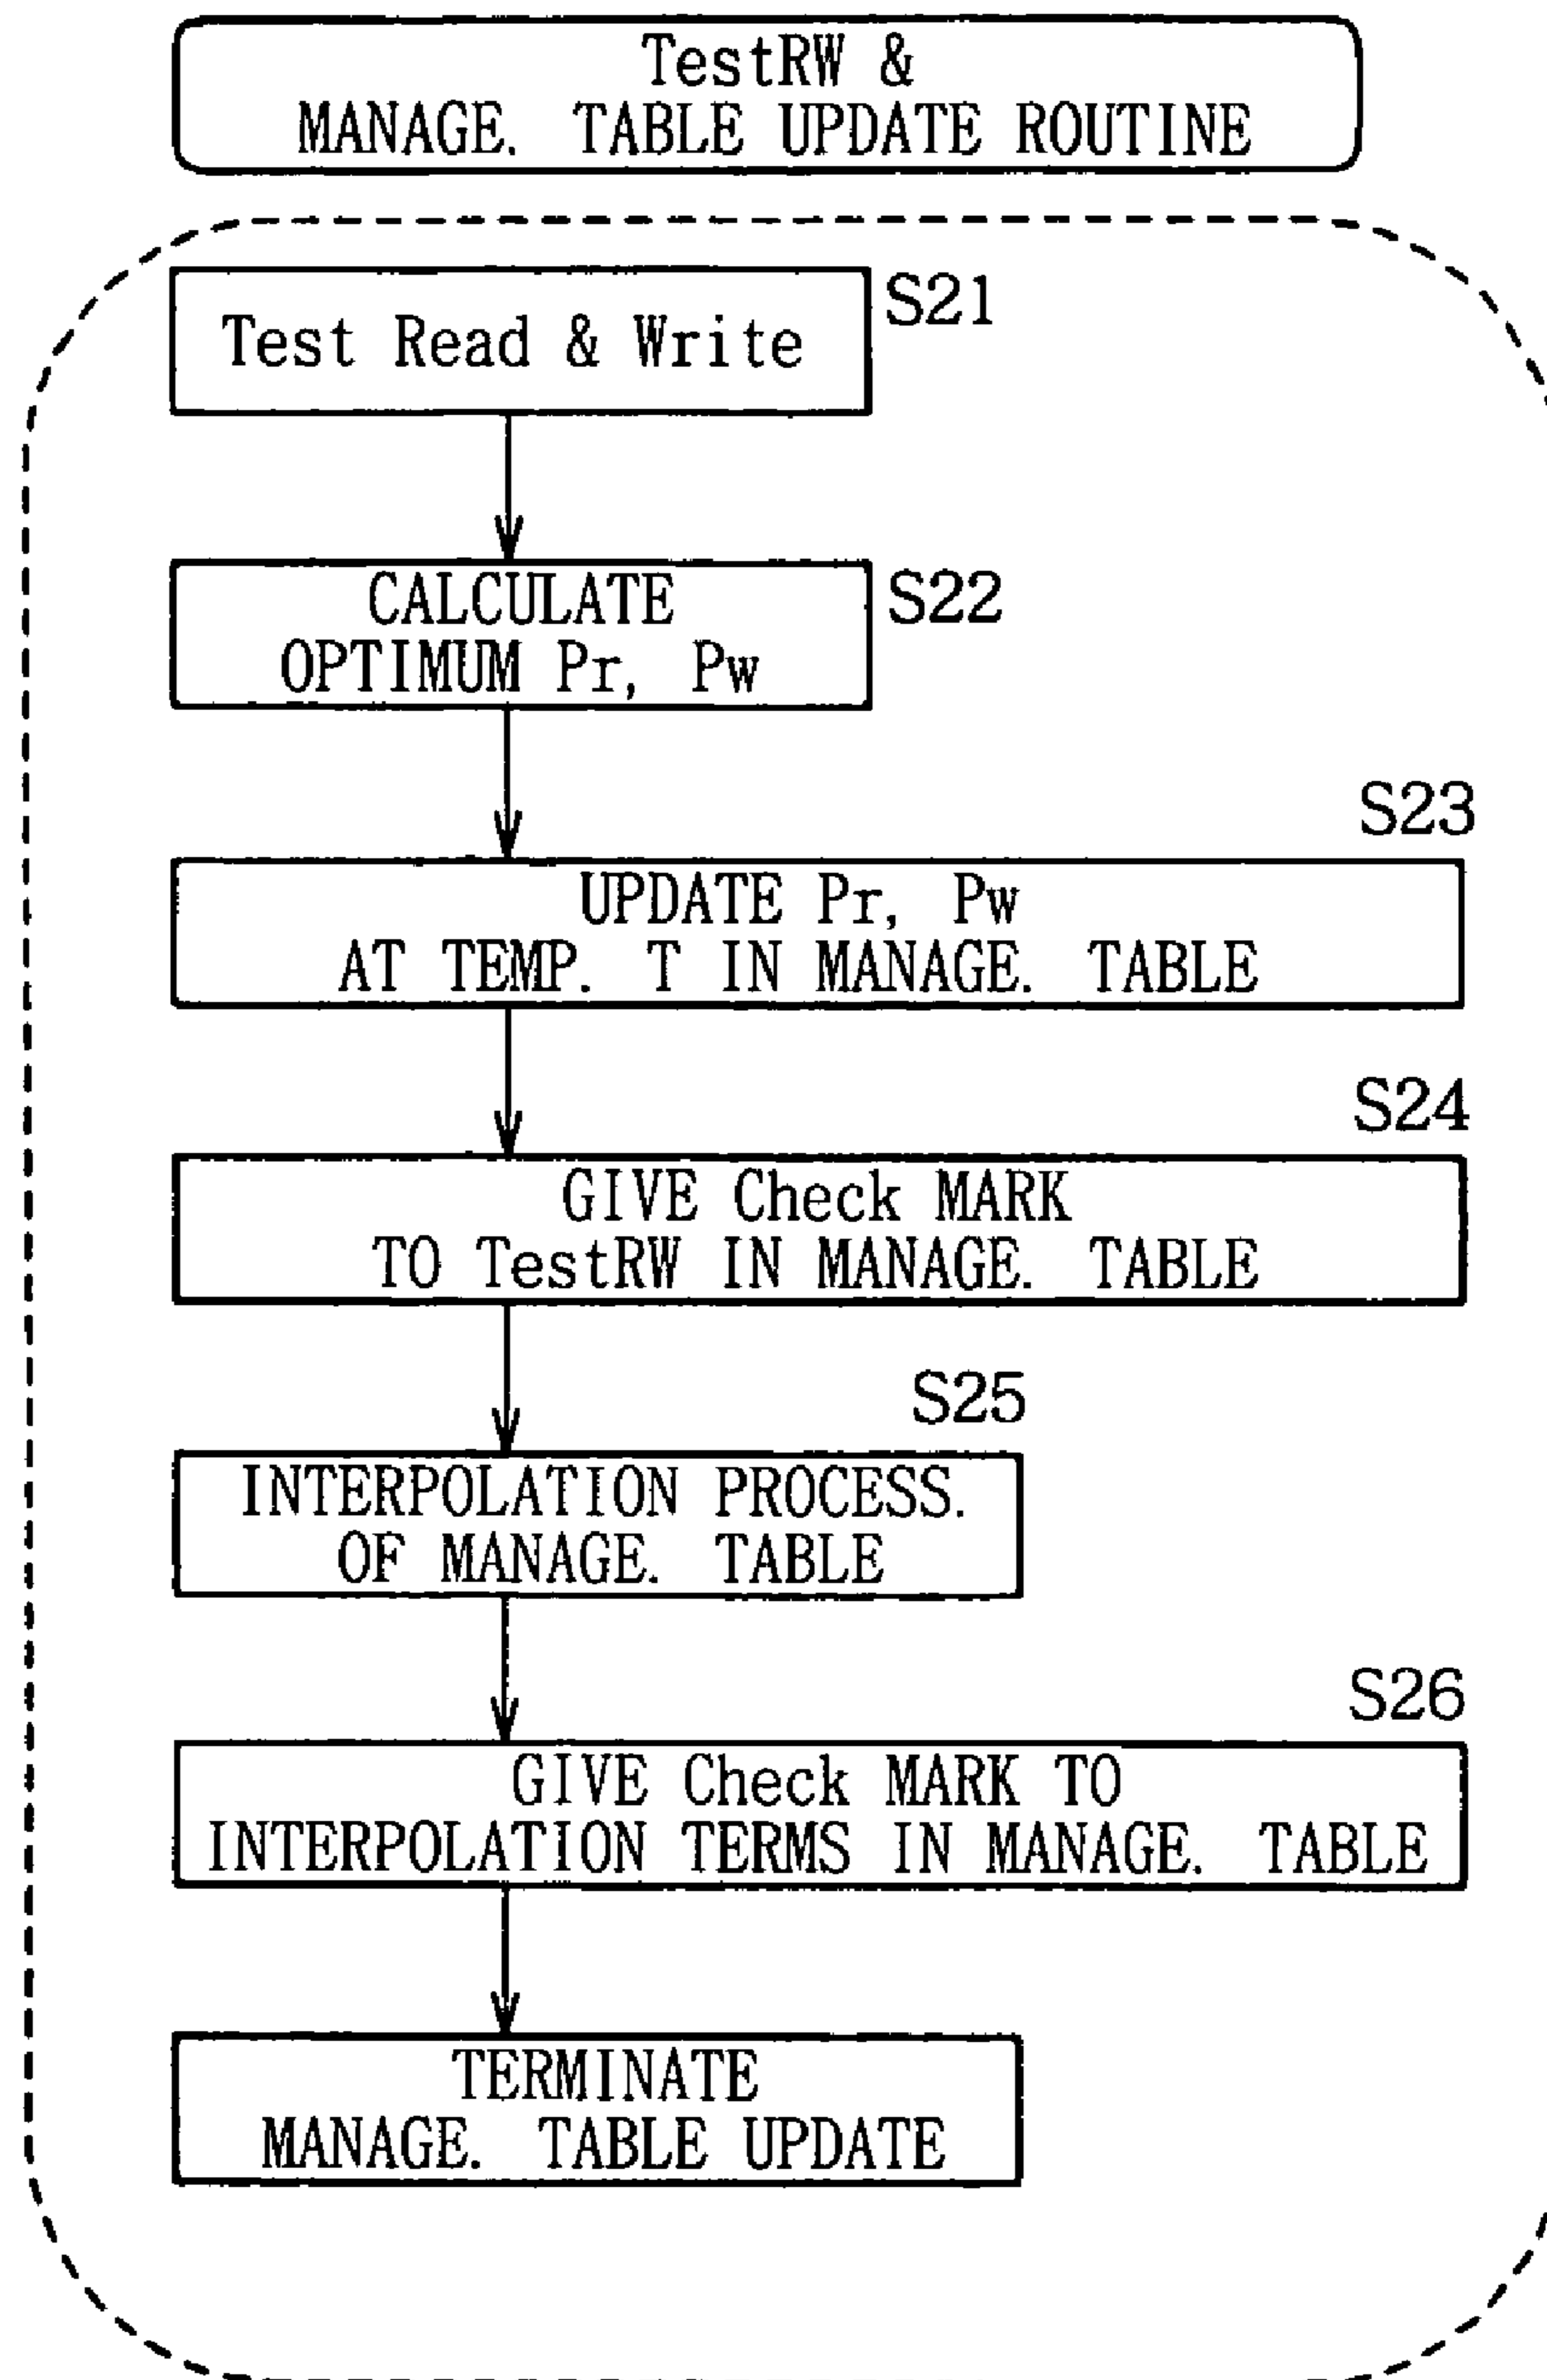 TestRW &
MANAGE. TABLE UPDATE ROUTINE
Test Read & Write
S21
CALCULATE
OPTIMUM Pr, Pw
S22
S23
UPDATE Pr, Pw
AT TEMP. T IN MANAGE. TABLE
S24
GIVE Check MARK
TO TestRW IN MANAGE. TABLE
S25
INTERPOLATION PROCESS.
OF MANAGE. TABLE
S26
GIVE Check MARK TO
INTERPOLATION TERMS IN MANAGE. TABLE
TERMINATE
MANAGE. TABLE UPDATE